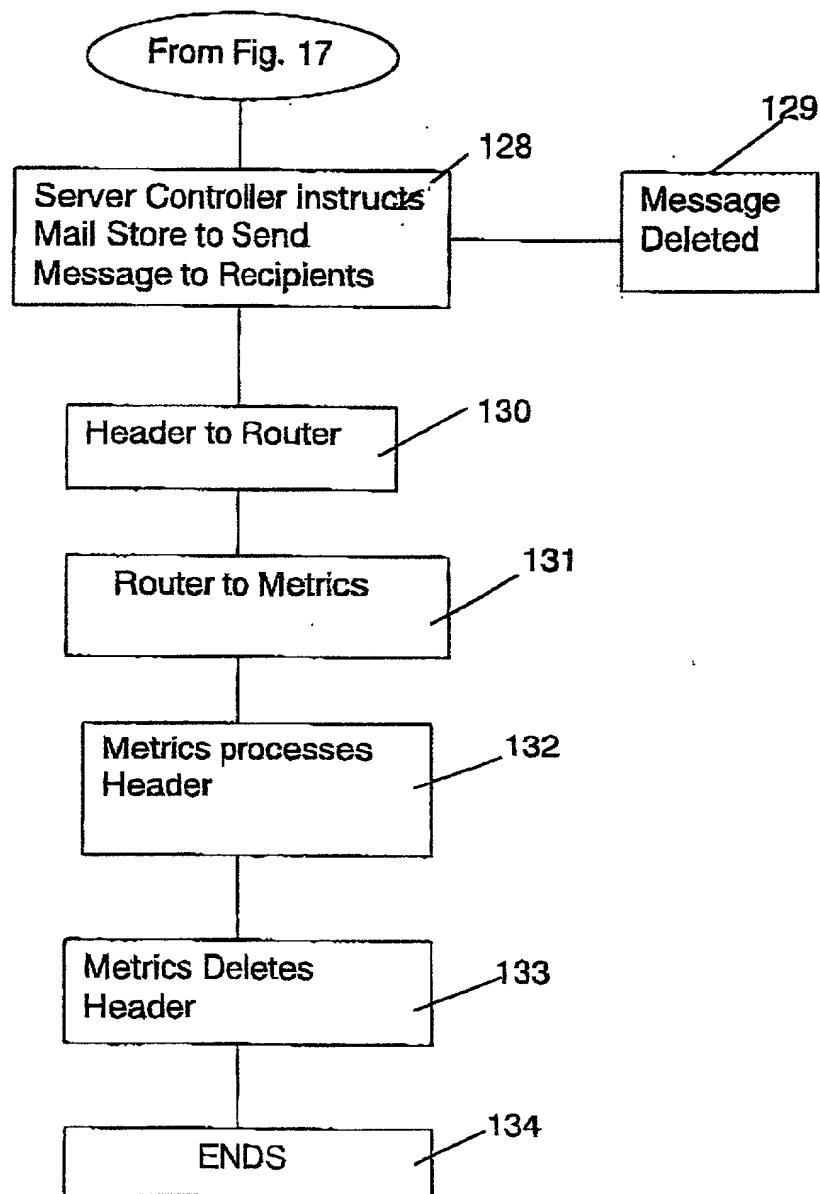 From Fig. 17
128
129
Server Controller instructs
Mail Store to Send
Message to Recipients
Message
Deleted
130
Header to Router
131
Router to Metrics
132
Metrics processes
Header
133
Metrics Deletes
Header
134
ENDS